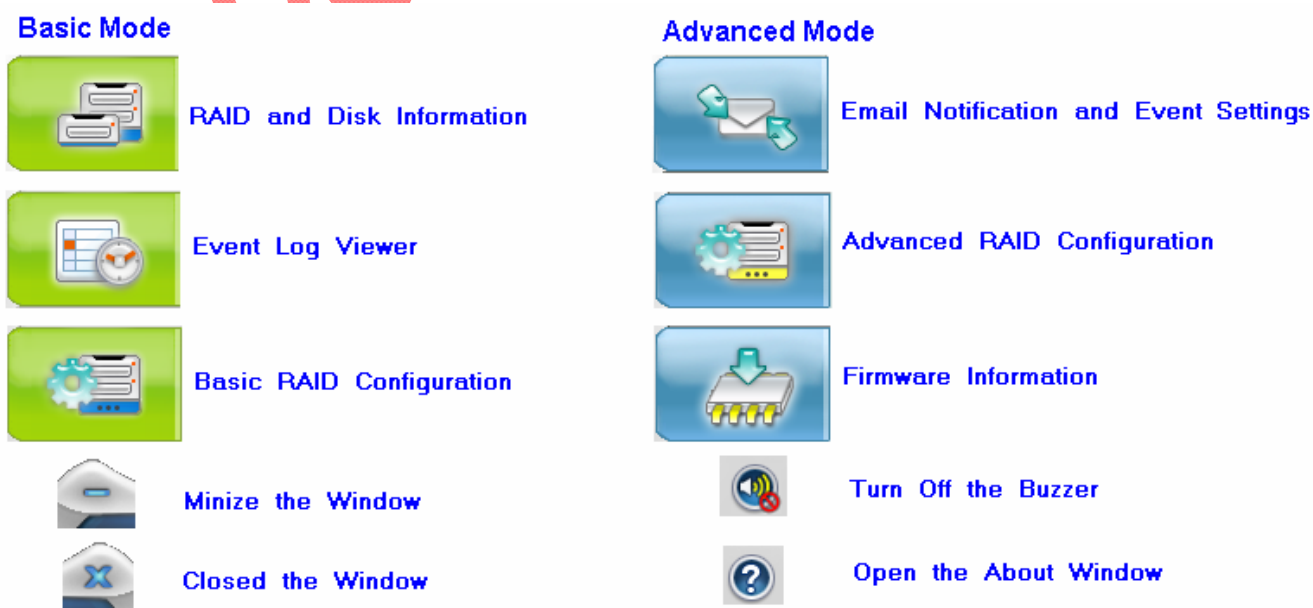 Basic Mode
RAID and Disk Information
Event Log Viewer
Basic RAID Configuration
Minize the Window
Closed the Window
Advanced Mode
Email Notification and Event Settings
Advanced RAID Configuration
Firmware Information
Turn Off the Buzzer
Open the About Window